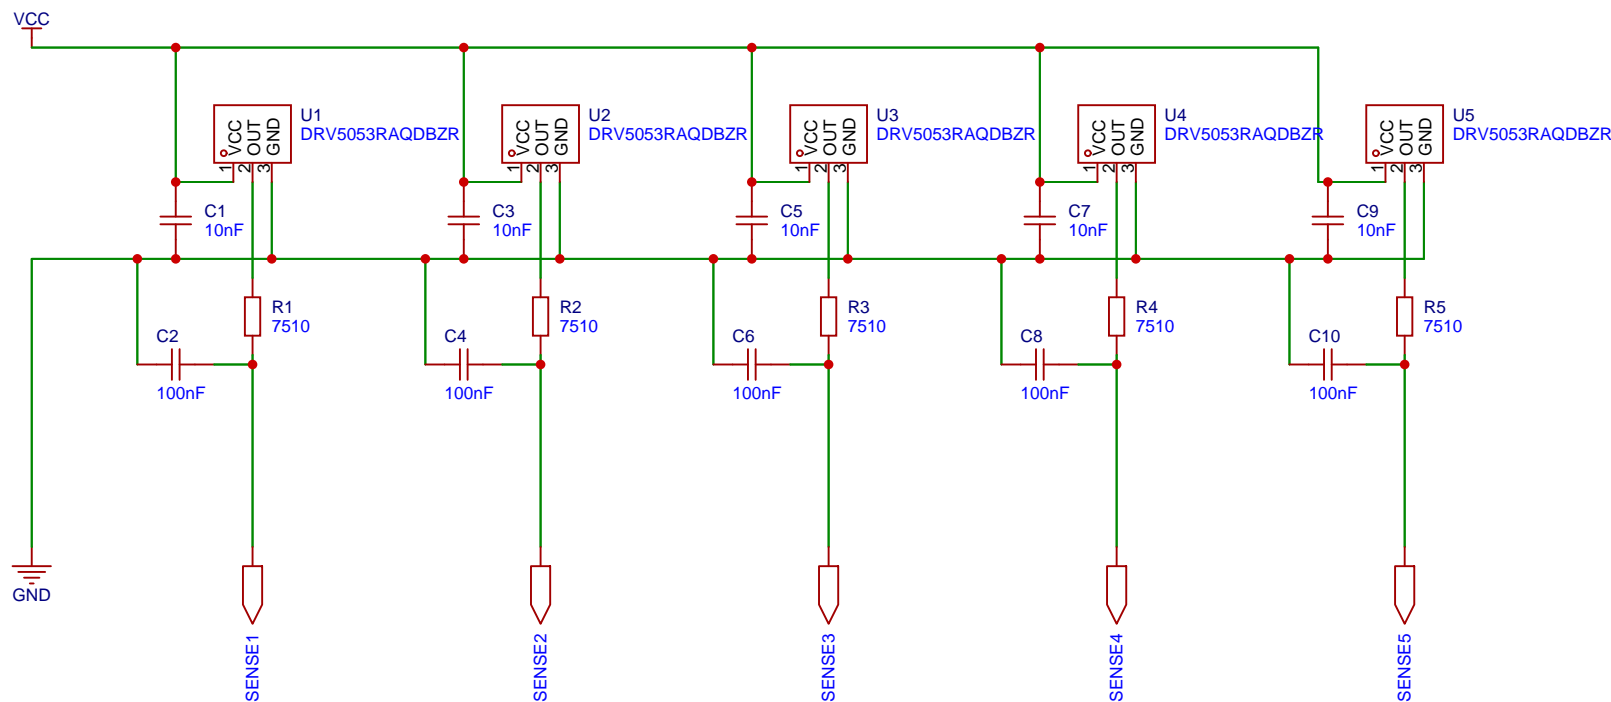 VCC
U1
DRV5053RAQDBZR
VCC
OUT
GND
1
2
3
C1
10nF
R1
7510
C2
100nF
SENSE1
U2
DRV5053RAQDBZR
VCC
OUT
GND
1
2
3
C3
10nF
R2
7510
C4
100nF
SENSE2
U3
DRV5053RAQDBZR
VCC
OUT
GND
1
2
3
C5
10nF
R3
7510
C6
100nF
SENSE3
U4
DRV5053RAQDBZR
VCC
OUT
GND
1
2
3
C7
10nF
R4
7510
C8
100nF
SENSE4
U5
DRV5053RAQDBZR
VCC
OUT
GND
1
2
3
C9
10nF
R5
7510
C10
100nF
SENSE5
GND